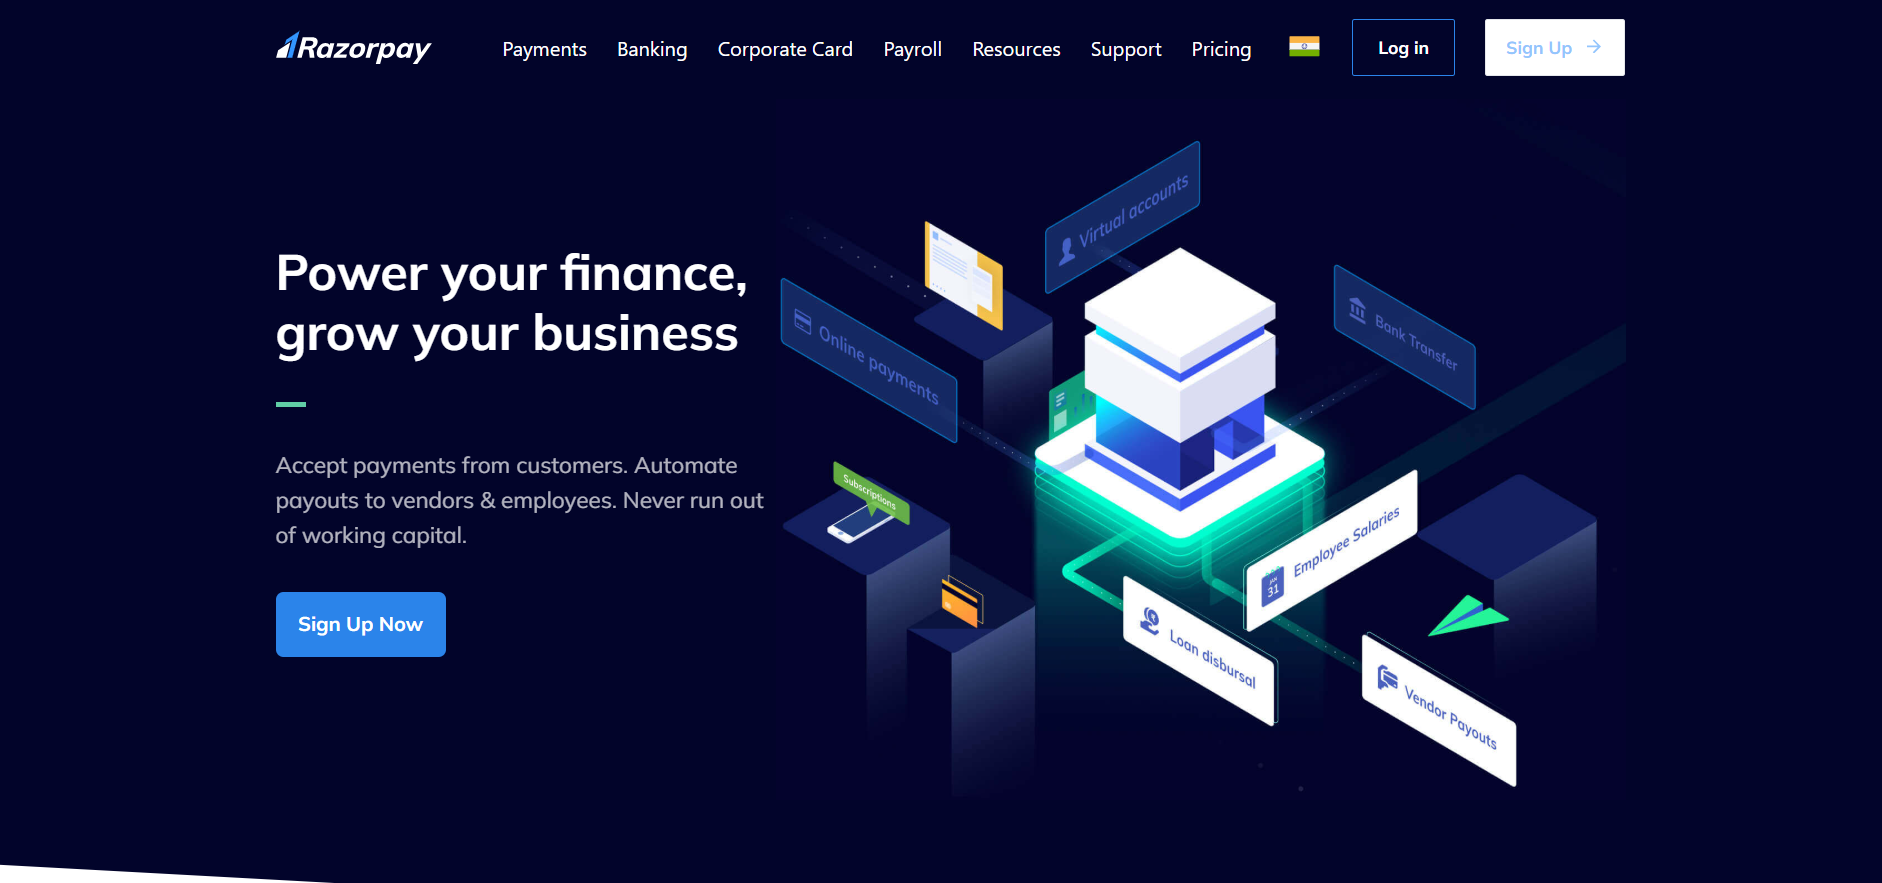 Razorpay
Payments
Banking
Corporate Card
Payroll
Resources
Support
Pricing
Log in
Sign Up
Power your finance,
grow your business
Accept payments from customers. Automate
payouts to vendors & employees. Never run out
of working capital.
Sign Up Now
Virtual accounts
Online payments
Bank Transfer
Subscriptions
Employee Salaries
JAN
31
Loan disbursal
Vendor Payouts